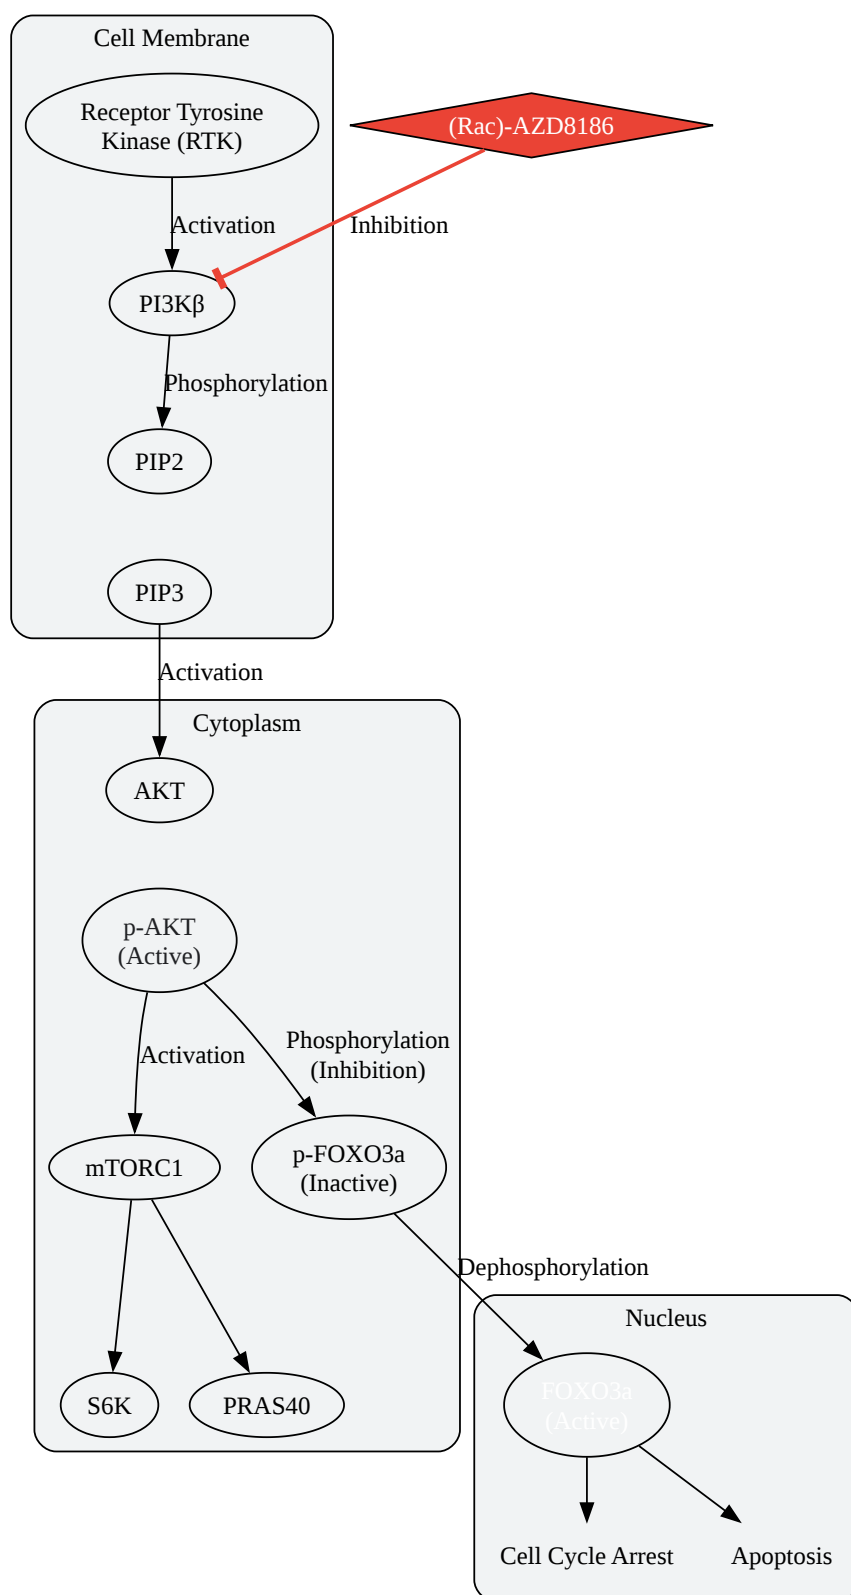 Cell Membrane
Receptor Tyrosine
Kinase (RTK)
(Rac)-AZD8186
Activation
Inhibition
PI3Kβ
Phosphorylation
PIP2
PIP3
Activation
Cytoplasm
AKT
p-AKT
(Active)
Activation
Phosphorylation
(Inhibition)
mTORC1
p-FOXO3a
(Inactive)
Dephosphorylation
Nucleus
S6K
PRAS40
FOXO3a
(Active)
Cell Cycle Arrest
Apoptosis